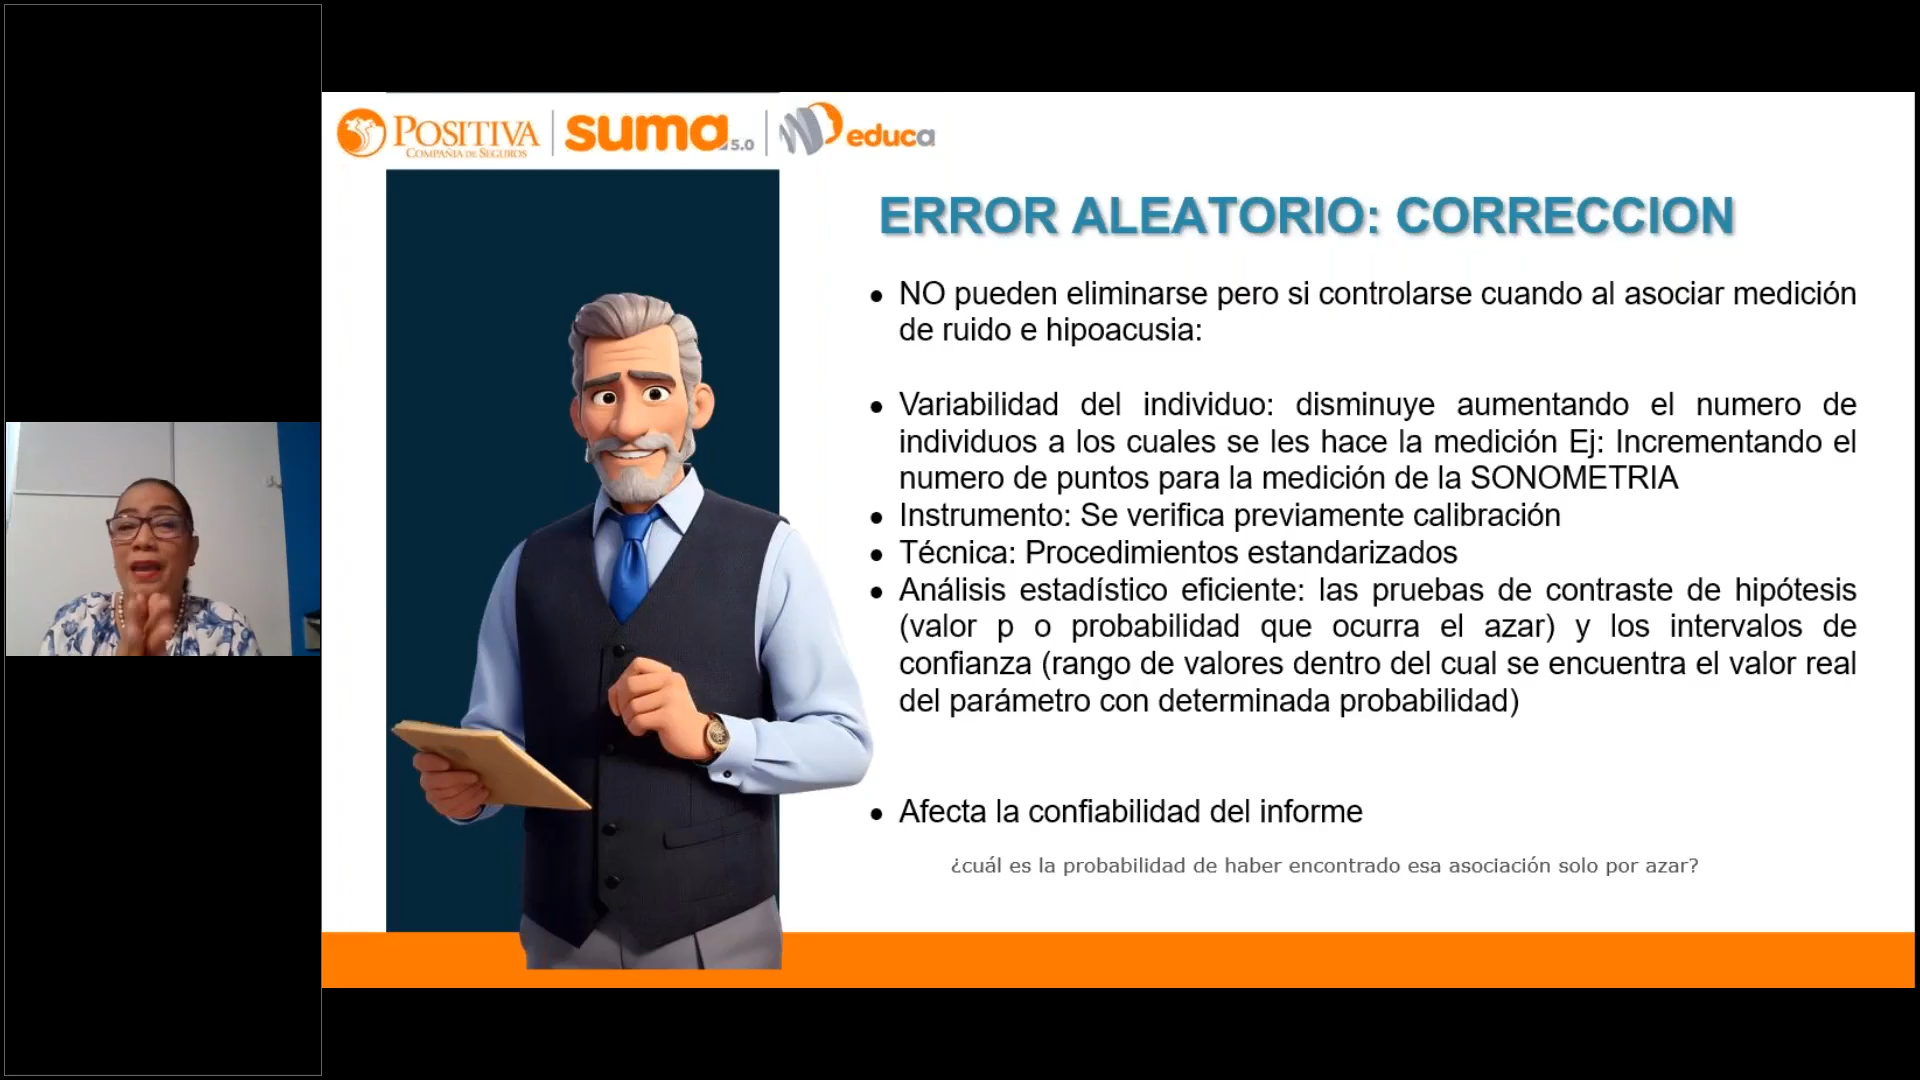 POSITIVA
COMPAÑIA DE SEGUROS
suma 5.0
educa
ERROR ALEATORIO: CORRECCION
• NO pueden eliminarse pero si controlarse cuando al asociar medición
de ruido e hipoacusia:
• Variabilidad del individuo: disminuye aumentando el numero de
individuos a los cuales se les hace la medición Ej: Incrementando el
numero de puntos para la medición de la SONOMETRIA
• Instrumento: Se verifica previamente calibración
• Técnica: Procedimientos estandarizados
• Análisis estadístico eficiente: las pruebas de contraste de hipótesis
(valor p o probabilidad que ocurra el azar) y los intervalos de
confianza (rango de valores dentro del cual se encuentra el valor real
del parámetro con determinada probabilidad)
• Afecta la confiabilidad del informe
¿cuál es la probabilidad de haber encontrado esa asociación solo por azar?